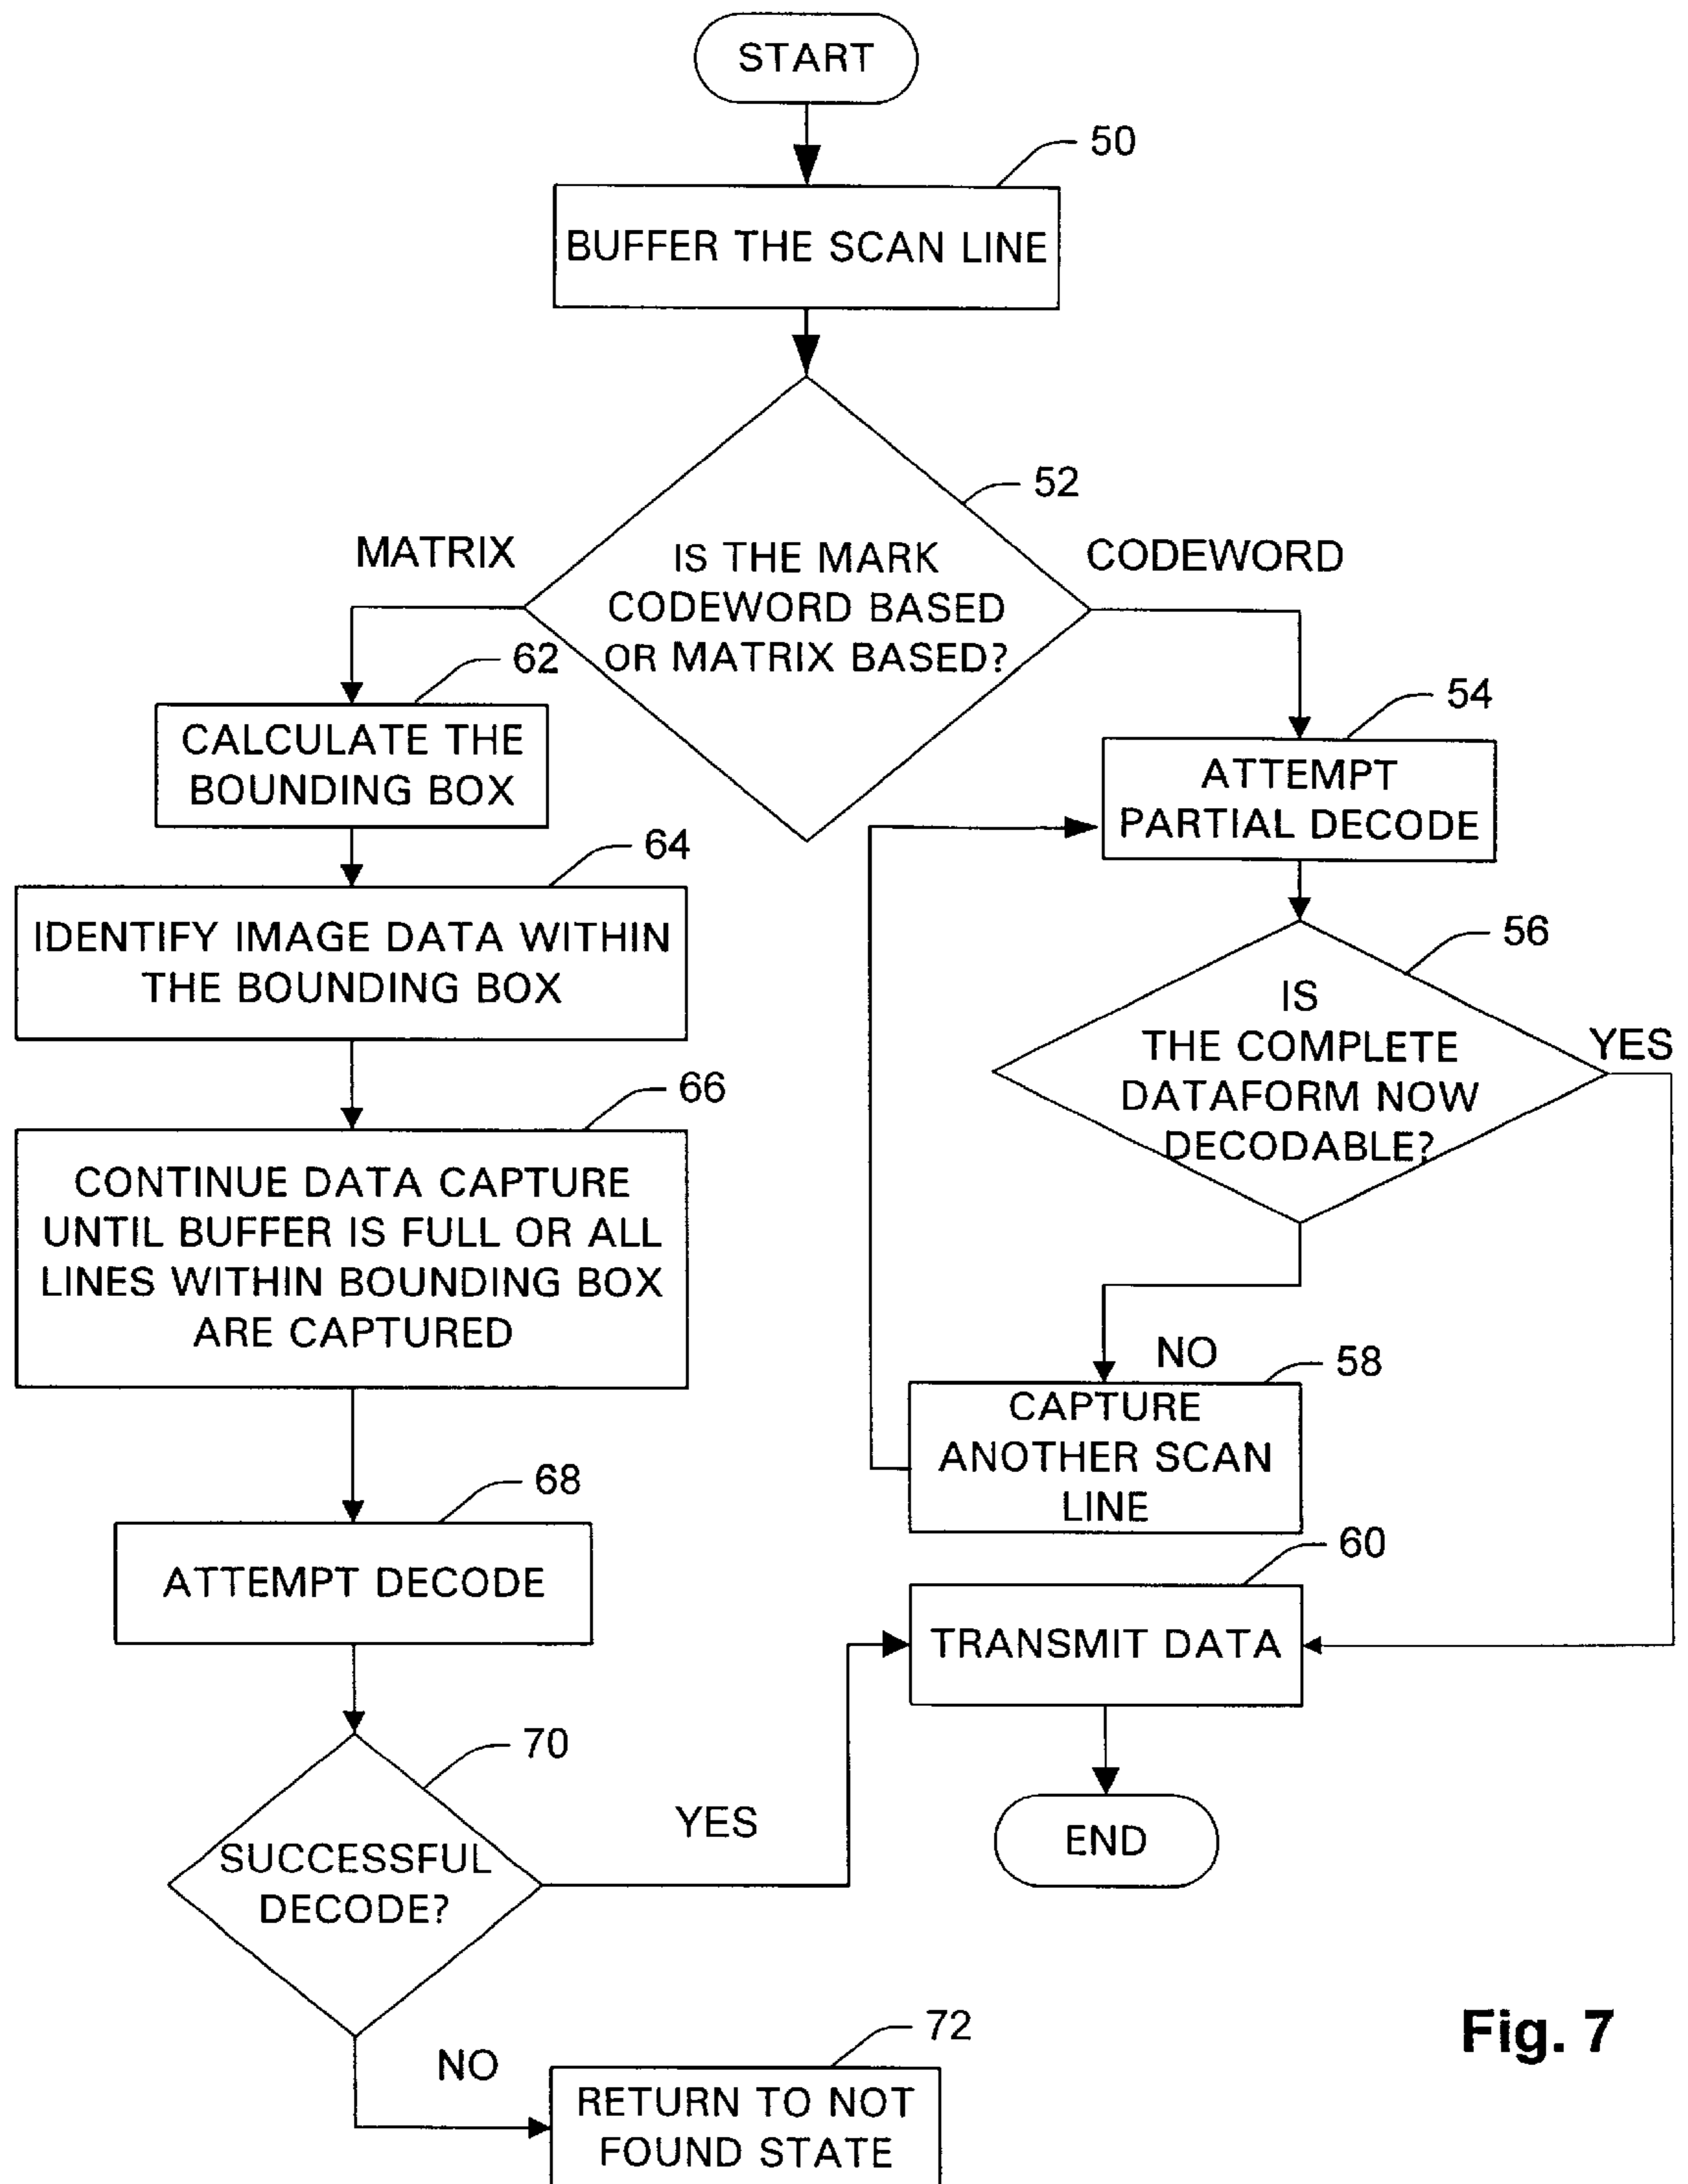 START
50
BUFFER THE SCAN LINE
52
MATRIX
CODEWORD
IS THE MARK
CODEWORD BASED
OR MATRIX BASED?
62
CALCULATE THE
BOUNDING BOX
54
ATTEMPT
PARTIAL DECODE
64
IDENTIFY IMAGE DATA WITHIN
THE BOUNDING BOX
56
IS
THE COMPLETE
DATAFORM NOW
DECODABLE?
YES
66
CONTINUE DATA CAPTURE
UNTIL BUFFER IS FULL OR ALL
LINES WITHIN BOUNDING BOX
ARE CAPTURED
NO
58
CAPTURE
ANOTHER SCAN
LINE
68
ATTEMPT DECODE
60
TRANSMIT DATA
70
SUCCESSFUL
DECODE?
YES
END
NO
72
RETURN TO NOT
FOUND STATE
Fig. 7